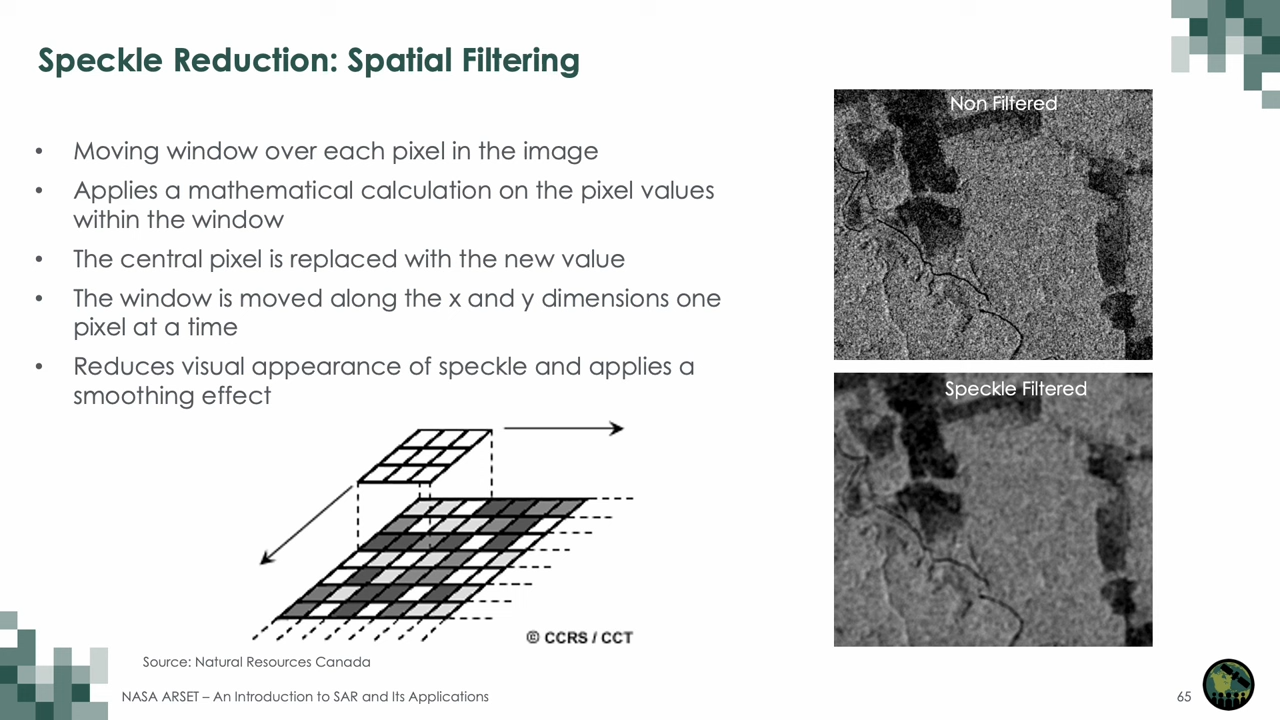 Speckle Reduction: Spatial Filtering
• Moving window over each pixel in the image
• Applies a mathematical calculation on the pixel values
within the window
• The central pixel is replaced with the new value
• The window is moved along the x and y dimensions one
pixel at a time
• Reduces visual appearance of speckle and applies a
smoothing effect
Non Filtered
Speckle Filtered
© CCRS / CCT
Source: Natural Resources Canada
NASA ARSET – An Introduction to SAR and Its Applications
65